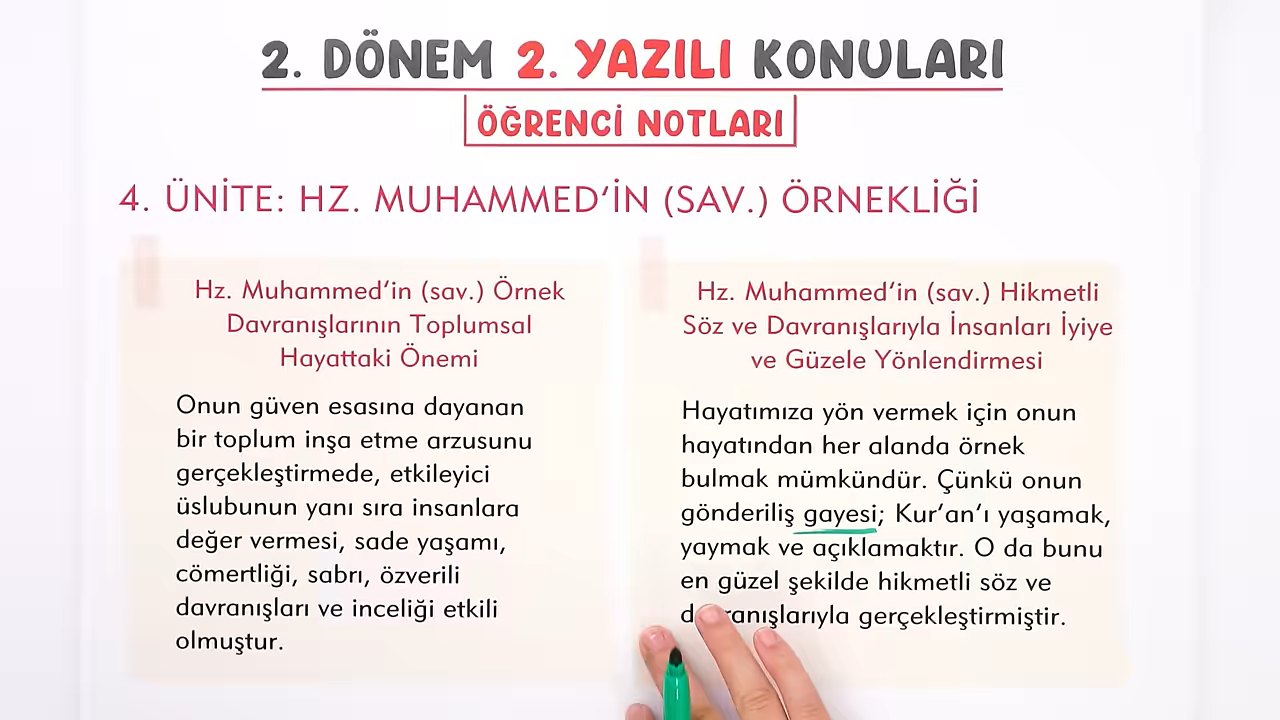 2. DÖNEM 2. YAZILI KONULARI
ÖĞRENCİ NOTLARI
4. ÜNİTE: HZ. MUHAMMED'İN (SAV.) ÖRNEKLİĞİ
Hz. Muhammed'in (sav.) Örnek
Davranışlarının Toplumsal
Hayattaki Önemi
Onun güven esasına dayanan
bir toplum inşa etme arzusunu
gerçekleştirmede, etkileyici
üslubunun yanı sıra insanlara
değer vermesi, sade yaşamı,
cömertliği, sabrı, özverili
davranışları ve inceliği etkili
olmuştur.
Hz. Muhammed'in (sav.) Hikmetli
Söz ve Davranışlarıyla İnsanları İyiye
ve Güzele Yönlendirmesi
Hayatımıza yön vermek için onun
hayatından her alanda örnek
bulmak mümkündür. Çünkü onun
gönderiliş gayesi; Kur'an'ı yaşamak,
yaymak ve açıklamaktır. O da bunu
en güzel şekilde hikmetli söz ve
gerçekleştirmiştir.